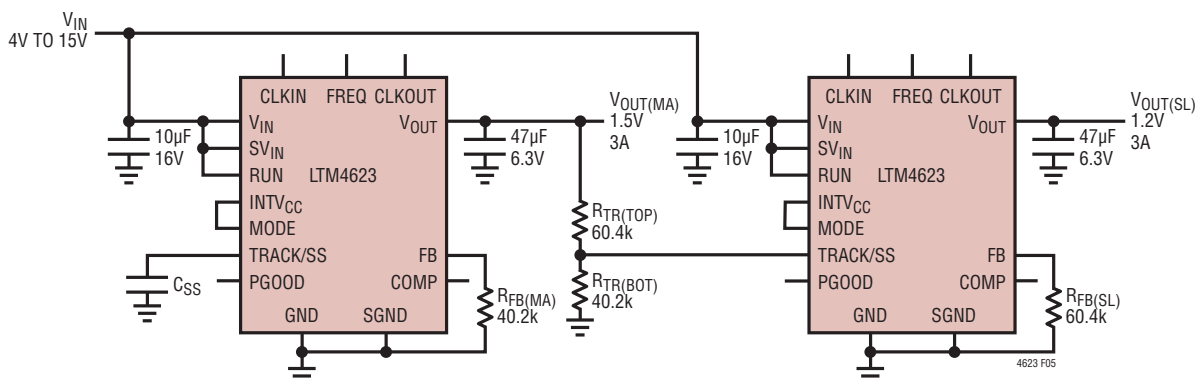 VIN
4V TO 15V
CLKIN FREQ CLKOUT
VIN
SVIN
RUN
INTVCC
MODE
TRACK/SS
PGOOD
LTM4623
VOUT
FB
COMP
GND SGND
10µF
16V
CSS
47µF
6.3V
VOUT(MA)
1.5V
3A
RFB(MA)
40.2k
RTR(TOP)
60.4k
RTR(BOT)
40.2k
10µF
16V
CLKIN FREQ CLKOUT
VIN
SVIN
RUN
INTVCC
MODE
TRACK/SS
PGOOD
LTM4623
VOUT
FB
COMP
GND SGND
47µF
6.3V
VOUT(SL)
1.2V
3A
RFB(SL)
60.4k
4623 F05